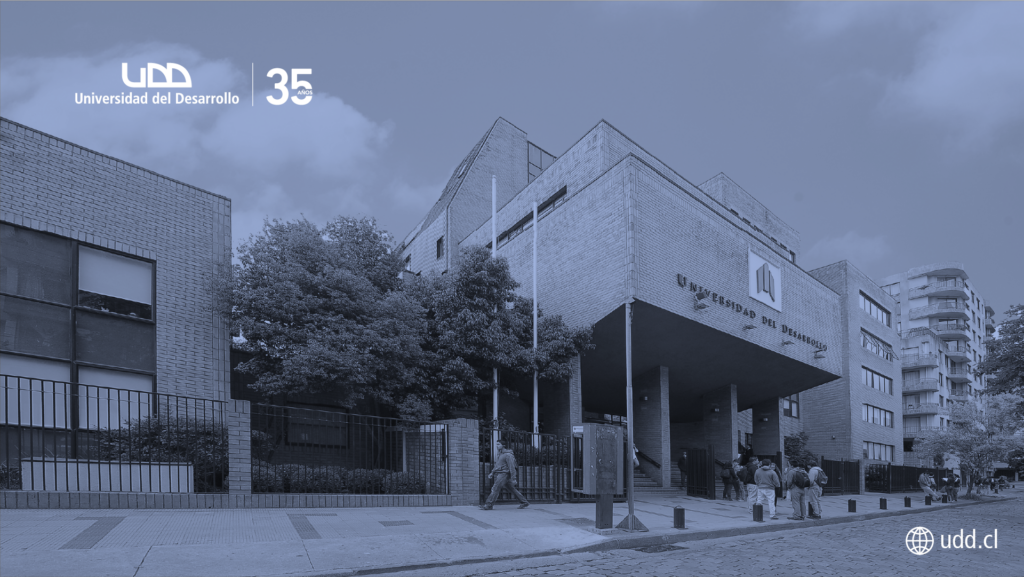 UDD
Universidad del Desarrollo
35
AÑOS
UNIVERSIDAD DEL DESARROLLO
udd.cl